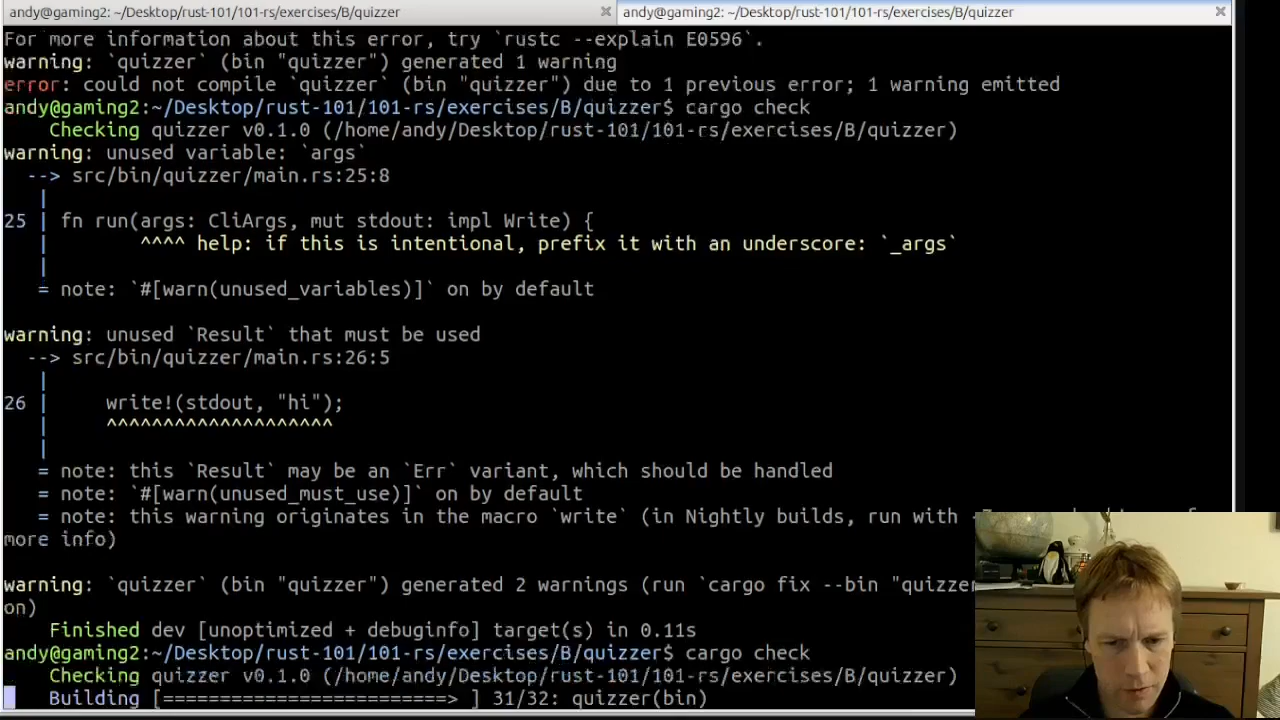 andy@gaming2: ~/Desktop/rust-101/101-rs/exercises/B/quizzer
andy@gaming2: ~/Desktop/rust-101/101-rs/exercises/B/quizzer
For more information about this error, try `rustc --explain E0596`.
warning: `quizzer` (bin "quizzer") generated 1 warning
error: could not compile `quizzer` (bin "quizzer") due to 1 previous error; 1 warning emitted
andy@gaming2:~/Desktop/rust-101/101-rs/exercises/B/quizzer$ cargo check
Checking quizzer v0.1.0 (/home/andy/Desktop/rust-101/101-rs/exercises/B/quizzer)
warning: unused variable: `args`
--> src/bin/quizzer/main.rs:25:8
|
25 | fn run(args: CliArgs, mut stdout: impl Write) {
| ^^^^ help: if this is intentional, prefix it with an underscore: `_args`
|
= note: `#[warn(unused_variables)]` on by default
warning: unused `Result` that must be used
--> src/bin/quizzer/main.rs:26:5
|
26 | write!(stdout, "hi");
| ^^^^^^^^^^^^^^^^^^^^
|
= note: this `Result` may be an `Err` variant, which should be handled
= note: `#[warn(unused_must_use)]` on by default
= note: this warning originates in the macro `write` (in Nightly builds, run with
more info)
warning: `quizzer` (bin "quizzer") generated 2 warnings (run `cargo fix --bin "quizzer
on)
Finished dev [unoptimized + debuginfo] target(s) in 0.11s
andy@gaming2:~/Desktop/rust-101/101-rs/exercises/B/quizzer$ cargo check
Checking quizzer v0.1.0 (/home/andy/Desktop/rust-101/101-rs/exercises/B/quizzer)
Building [=========================> ] 31/32: quizzer(bin)